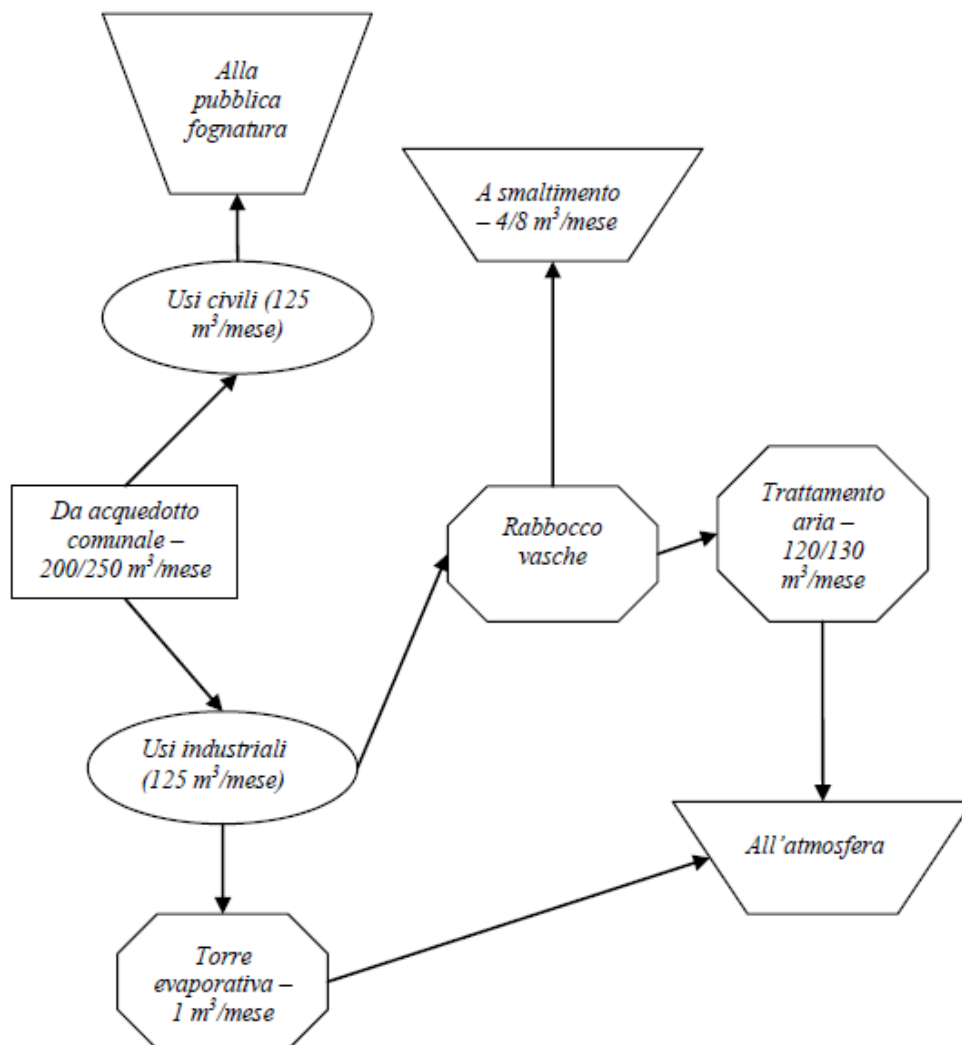 Alla
pubblica
fognatura
A smaltimento
– 4/8 m³/mese
Usi civili (125
m³/mese)
Da acquedotto
comunale –
200/250 m³/mese
Rabbocco
vasche
Trattamento
aria –
120/130
m³/mese
Usi industriali
(125 m³/mese)
All’atmosfera
Torre
evaporativa –
1 m³/mese